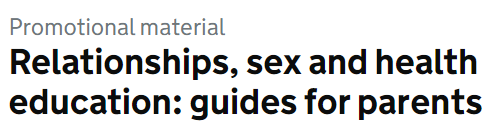 Promotional material
Relationships, sex and health
education: guides for parents